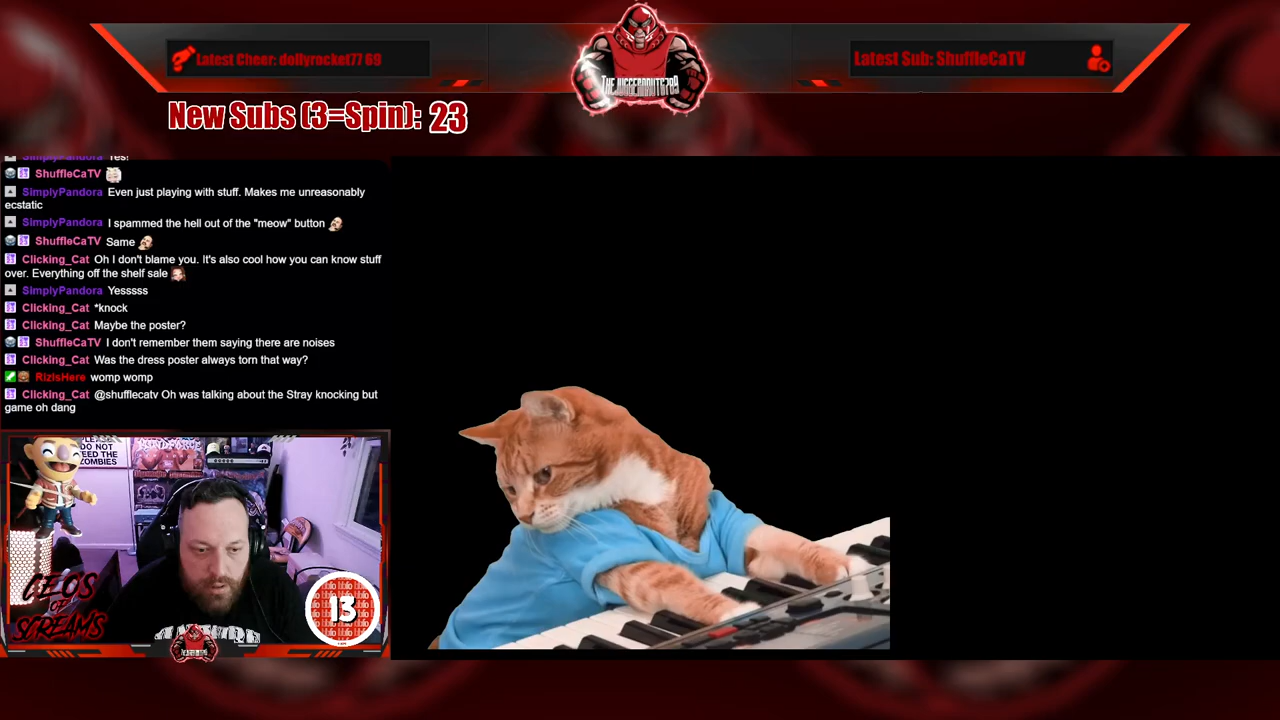 Latest Cheer: dollyrocket77 69
THEJUGGERNAUT6789
Latest Sub: ShuffleCaTV
New Subs (3=Spin): 23
SimplyPandora Yes!
ShuffleCaTV
SimplyPandora Even just playing with stuff. Makes me unreasonably
ecstatic
SimplyPandora I spammed the hell out of the "meow" button
ShuffleCaTV Same
Clicking_Cat Oh I don't blame you. It's also cool how you can know stuff
over. Everything off the shelf sale
SimplyPandora Yesssss
Clicking_Cat *knock
Clicking_Cat Maybe the poster?
ShuffleCaTV I don't remember them saying there are noises
Clicking_Cat Was the dress poster always torn that way?
RizIsHere womp womp
Clicking_Cat @shufflecatv Oh was talking about the Stray knocking but
game oh dang
DO NOT
FEED THE
ZOMBIES
CEOS
OF
STREAMS
13